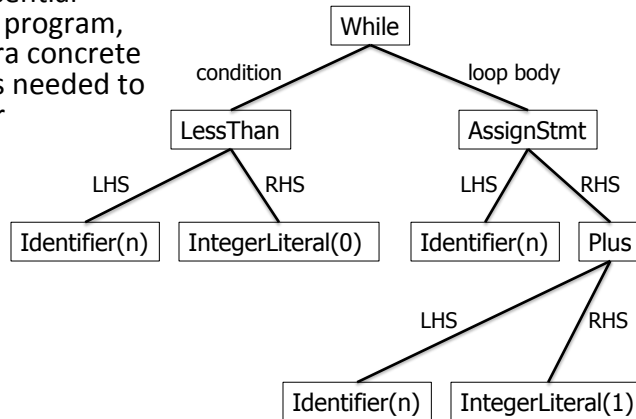 program,
ra concrete
s needed to
While
condition
loop body
LessThan
AssignStmt
LHS
RHS
LHS
RHS
Identifier(n)
IntegerLiteral(0)
Identifier(n)
Plus
LHS
RHS
Identifier(n)
IntegerLiteral(1)